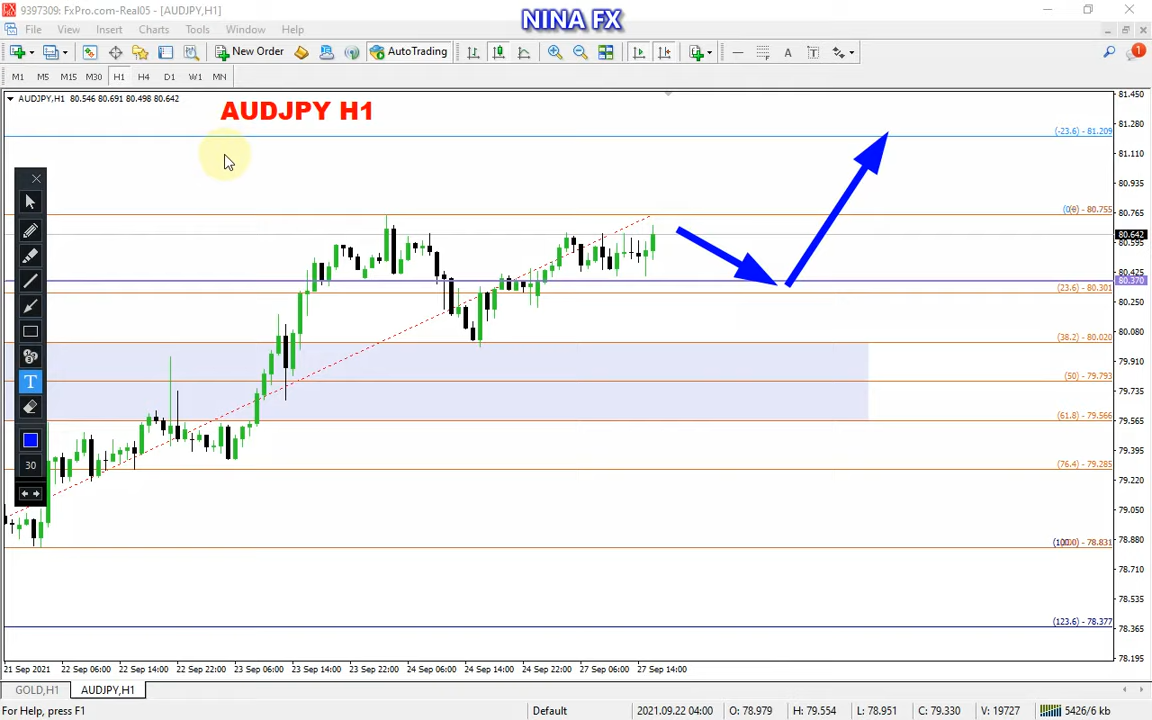 9397309: FxPro.com-Real05 - [AUDJPY,H1]
NINA FX
File View Insert Charts Tools Window Help
New Order AutoTrading
A T 1
M1 M5 M15 M30 H1 H4 D1 W1 MN
AUDJPY,H1 80.546 80.691 80.498 80.642
AUDJPY H1
81.450
81.280
(-23.6) - 81.209
81.110
80.935
80.765
80.755
80.642
80.595
80.425
80.370
(23.6) - 80.301
80.250
80.080
(38.2) - 80.020
79.910
(50) - 79.793
79.735
(61.8) - 79.566
79.565
79.395
(76.4) - 79.285
79.220
79.050
78.880
78.831
78.710
78.535
(123.6) - 78.377
78.365
78.195
T
30
21 Sep 2021 22 Sep 06:00 22 Sep 14:00 22 Sep 22:00 23 Sep 06:00 23 Sep 14:00 23 Sep 22:00 24 Sep 06:00 24 Sep 14:00 24 Sep 22:00 27 Sep 06:00 27 Sep 14:00
GOLD,H1 AUDJPY,H1
For Help, press F1 Default 2021.09.22 04:00 O: 78.979 H: 79.554 L: 78.951 C: 79.330 V: 19727 5426/6 kb